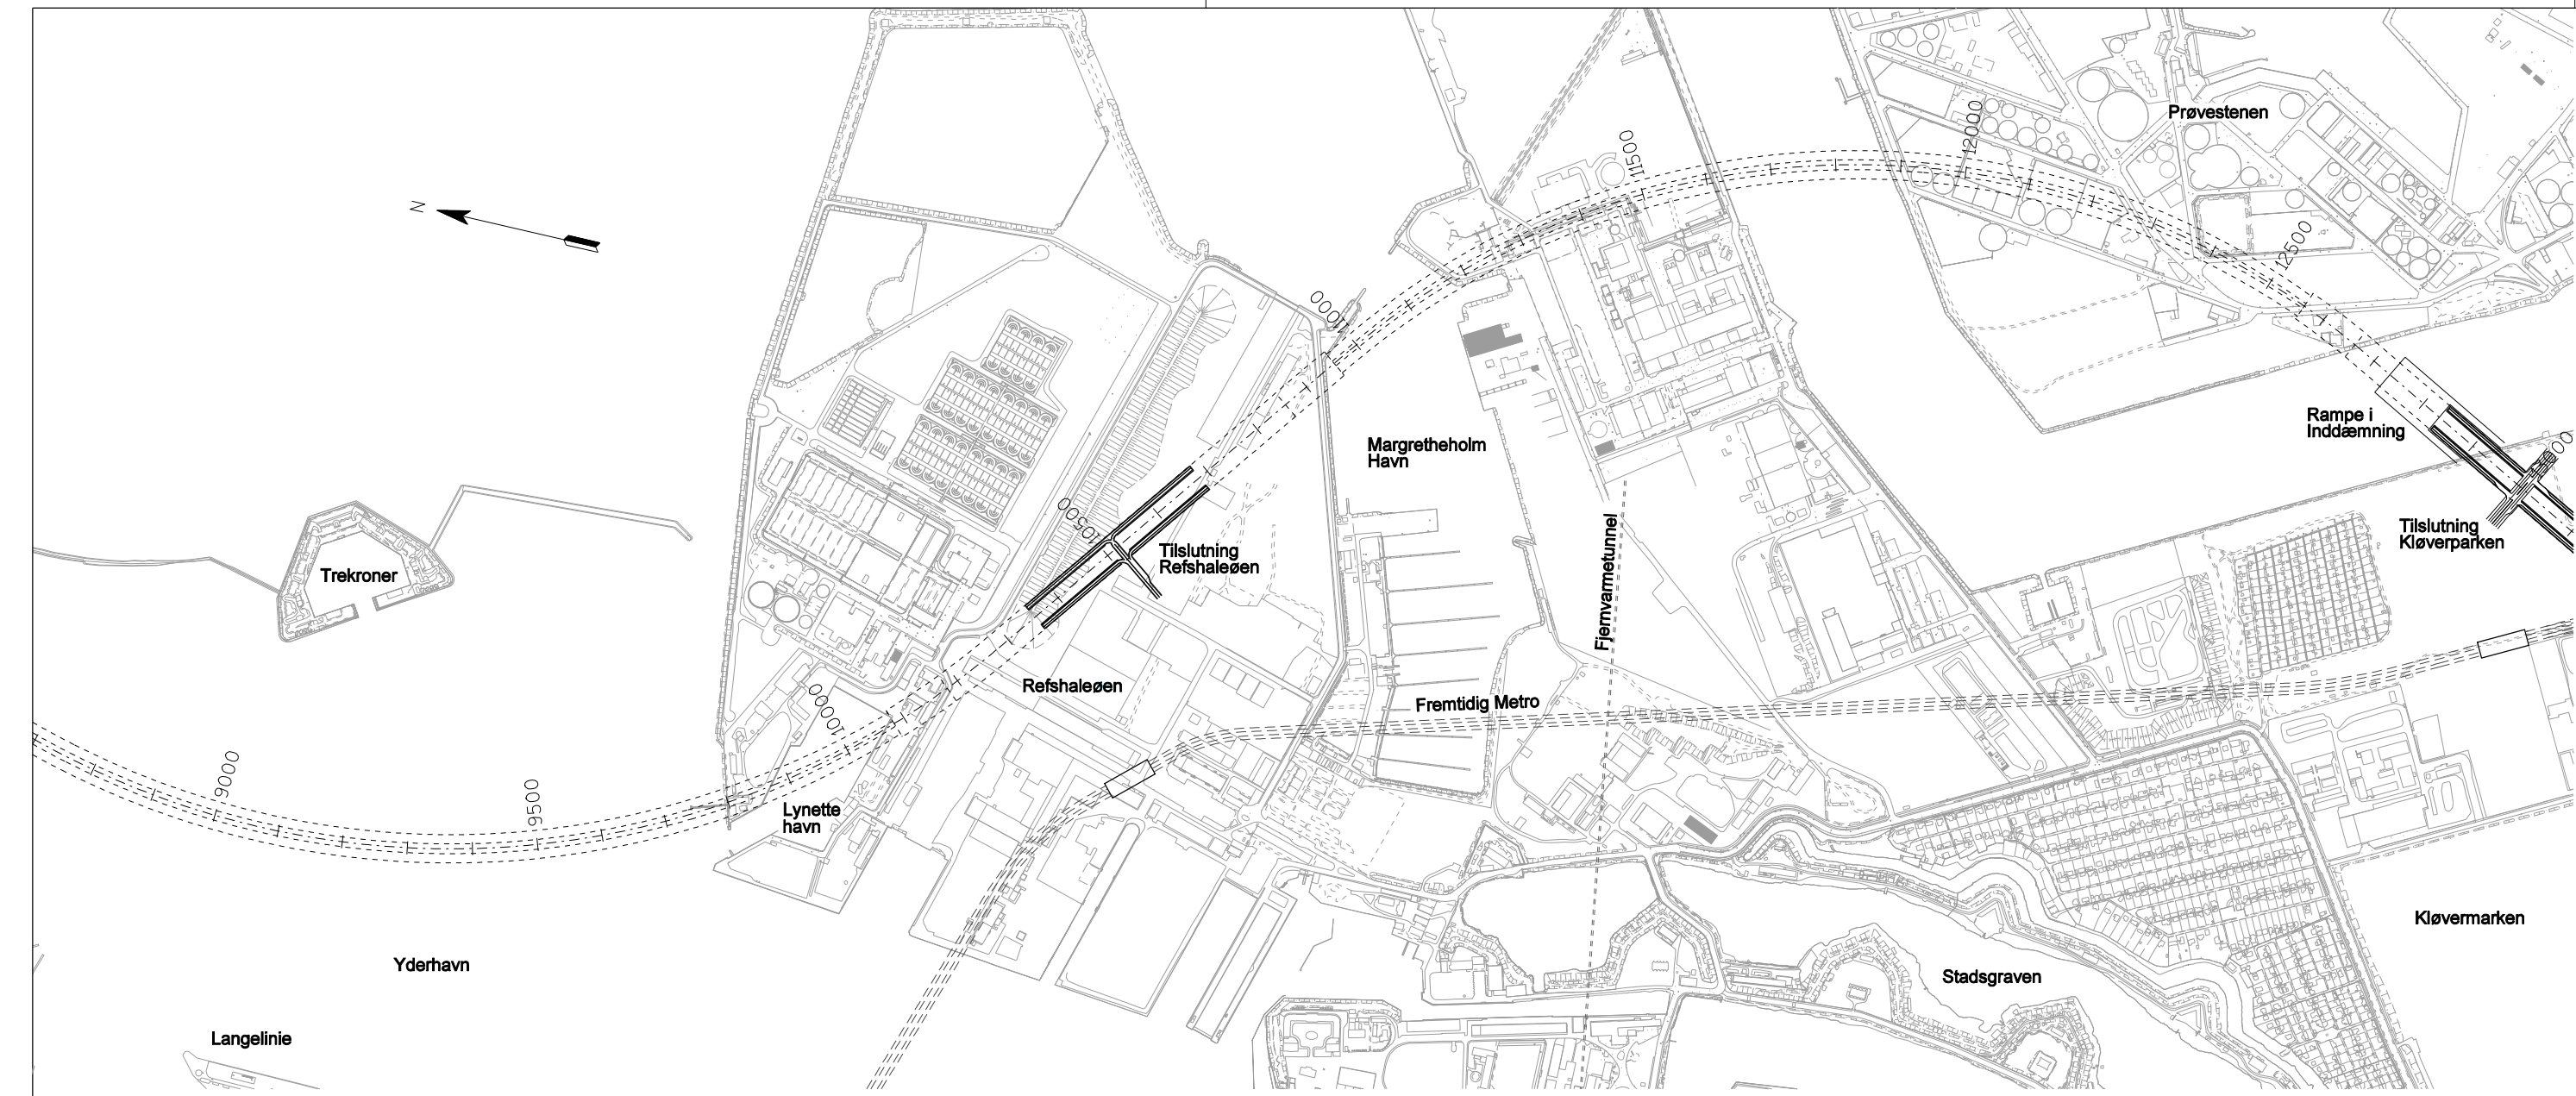 N
Prøvestenen
12000
11500
12500
11000
Rampe i
Inddæmning
Margretheholm
Havn
10500
Tilslutning
Refshaleøen
Tilslutning
Kløverparken
Trekroner
Fjernvarmetunnel
Refshaleøen
Fremtidig Metro
10000
9000
9500
Lynette
havn
Kløvermarken
Yderhavn
Stadsgraven
Langelinie